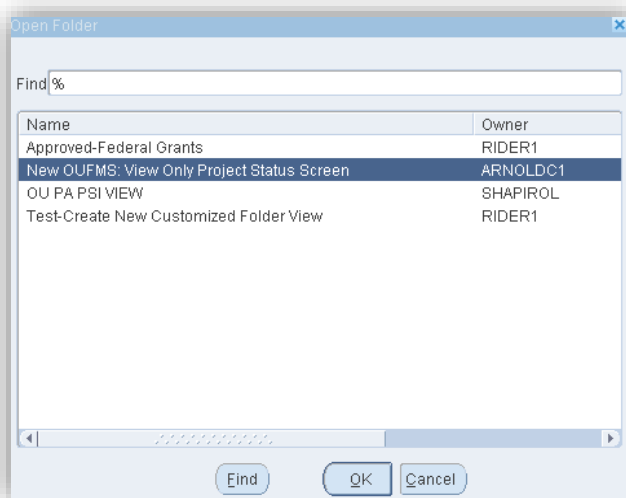 Open Folder
Find %
Name Owner
Approved-Federal Grants RIDER1
New OUFMS: View Only Project Status Screen ARNOLDC1
OU PA PSI VIEW SHAPIROL
Test-Create New Customized Folder View RIDER1
Find OK Cancel